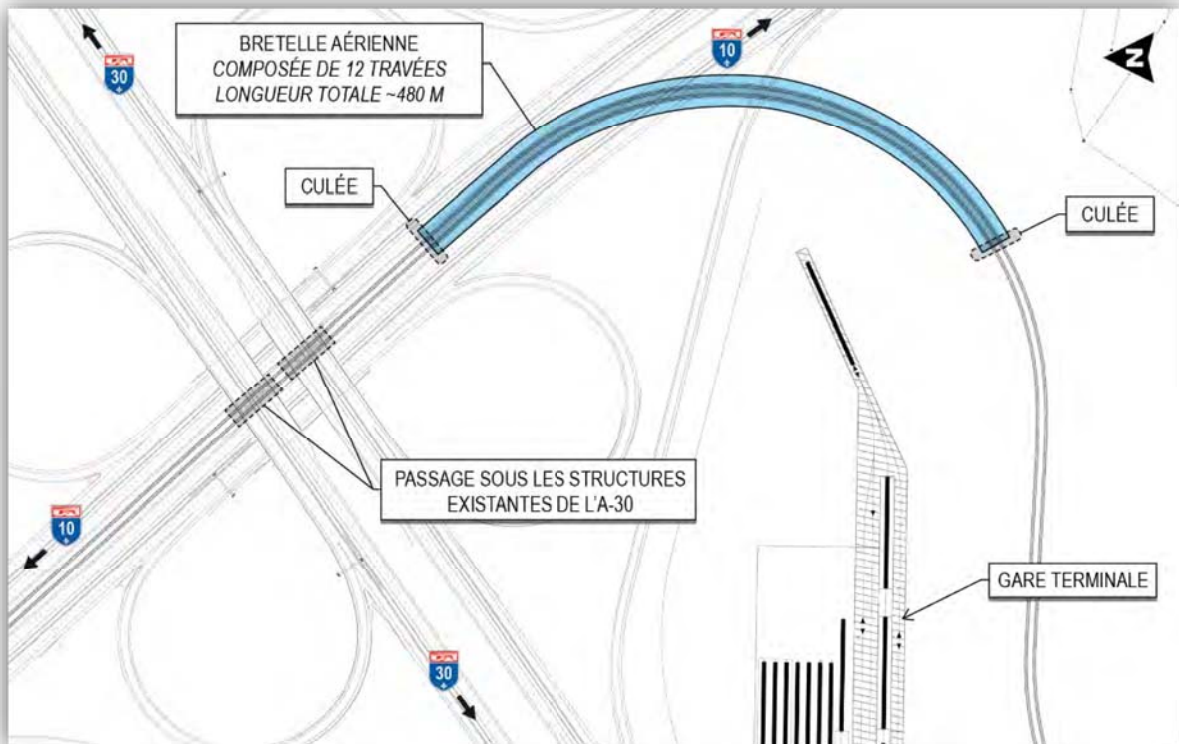 BRETELLE AÉRIENNE
COMPOSÉE DE 12 TRAVÉES
LONGUEUR TOTALE ~480 M
10
30
N
CULÉE
CULÉE
PASSAGE SOUS LES STRUCTURES
EXISTANTES DE L'A-30
10
GARE TERMINALE
30